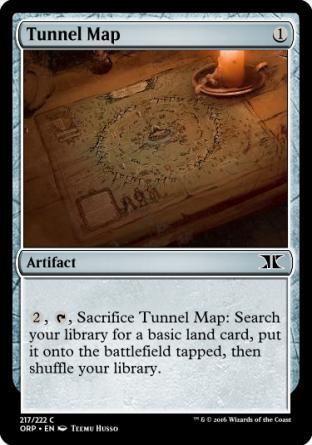 Tunnel Map 1
Artifact
2, T, Sacrifice Tunnel Map: Search
your library for a basic land card, put
it onto the battlefield tapped, then
shuffle your library.
217/222 C
ORP • EN Teemu Husso
™ & © 2016 Wizards of the Coast